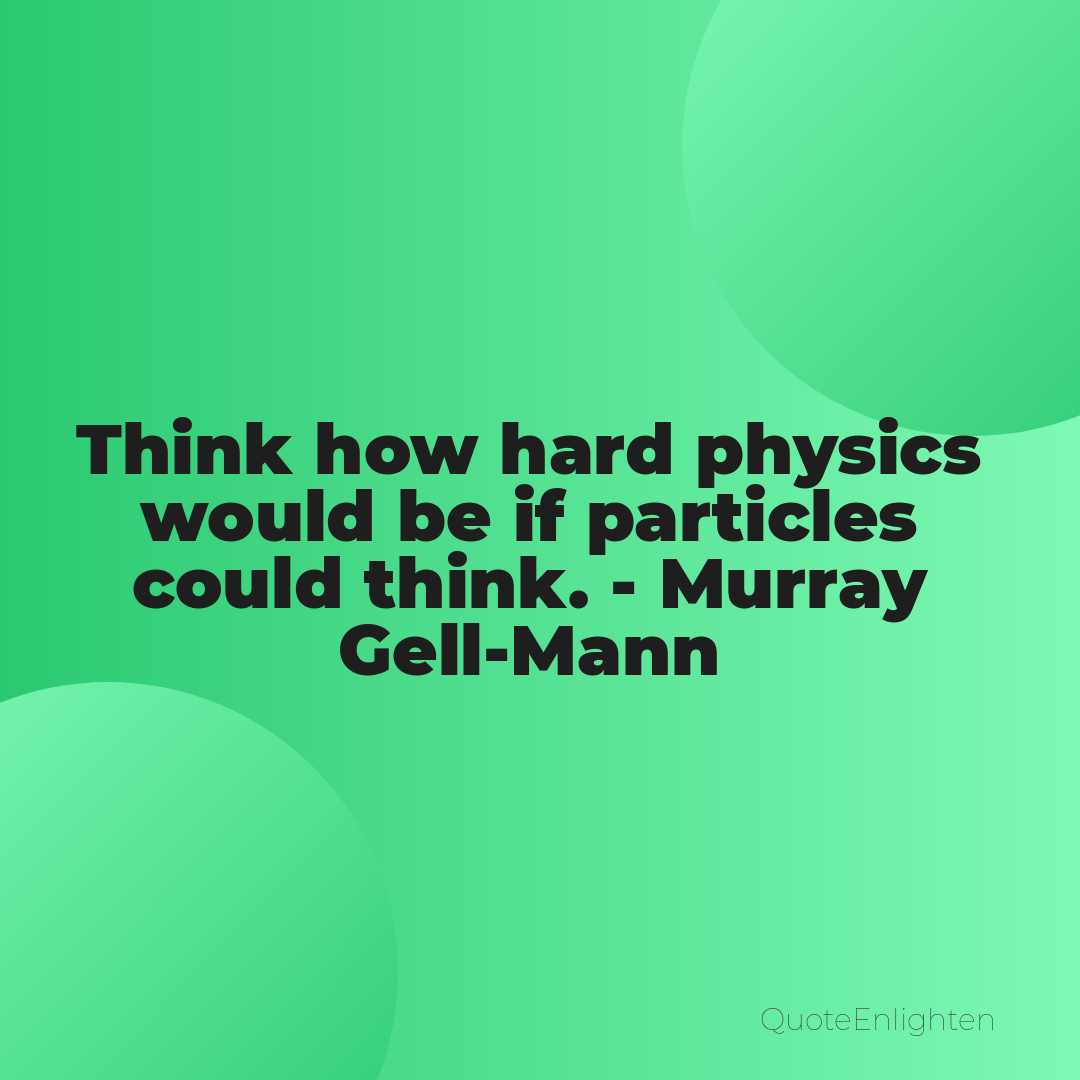 Think how hard physics
would be if particles
could think. - Murray
Gell-Mann
QuoteEnlighten